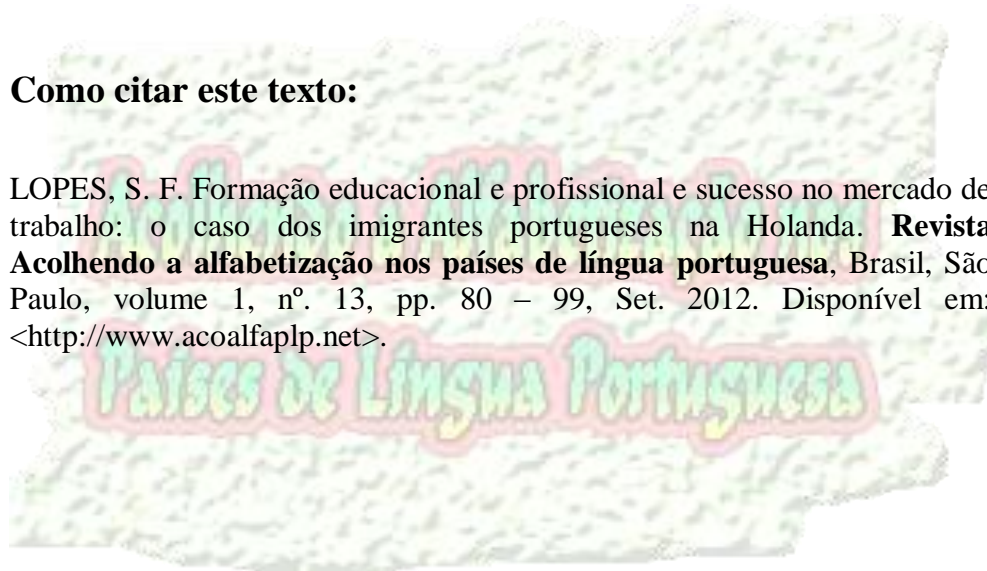 Como citar este texto:
LOPES, S. F. Formação educacional e profissional e sucesso no mercado de
trabalho: o caso dos imigrantes portugueses na Holanda. Revista
Acolhendo a alfabetização nos países de língua portuguesa, Brasil, São
Paulo, volume 1, nº. 13, pp. 80 – 99, Set. 2012. Disponível em:
<http://www.acoalfaplp.net>.
Países de Língua Portuguesa